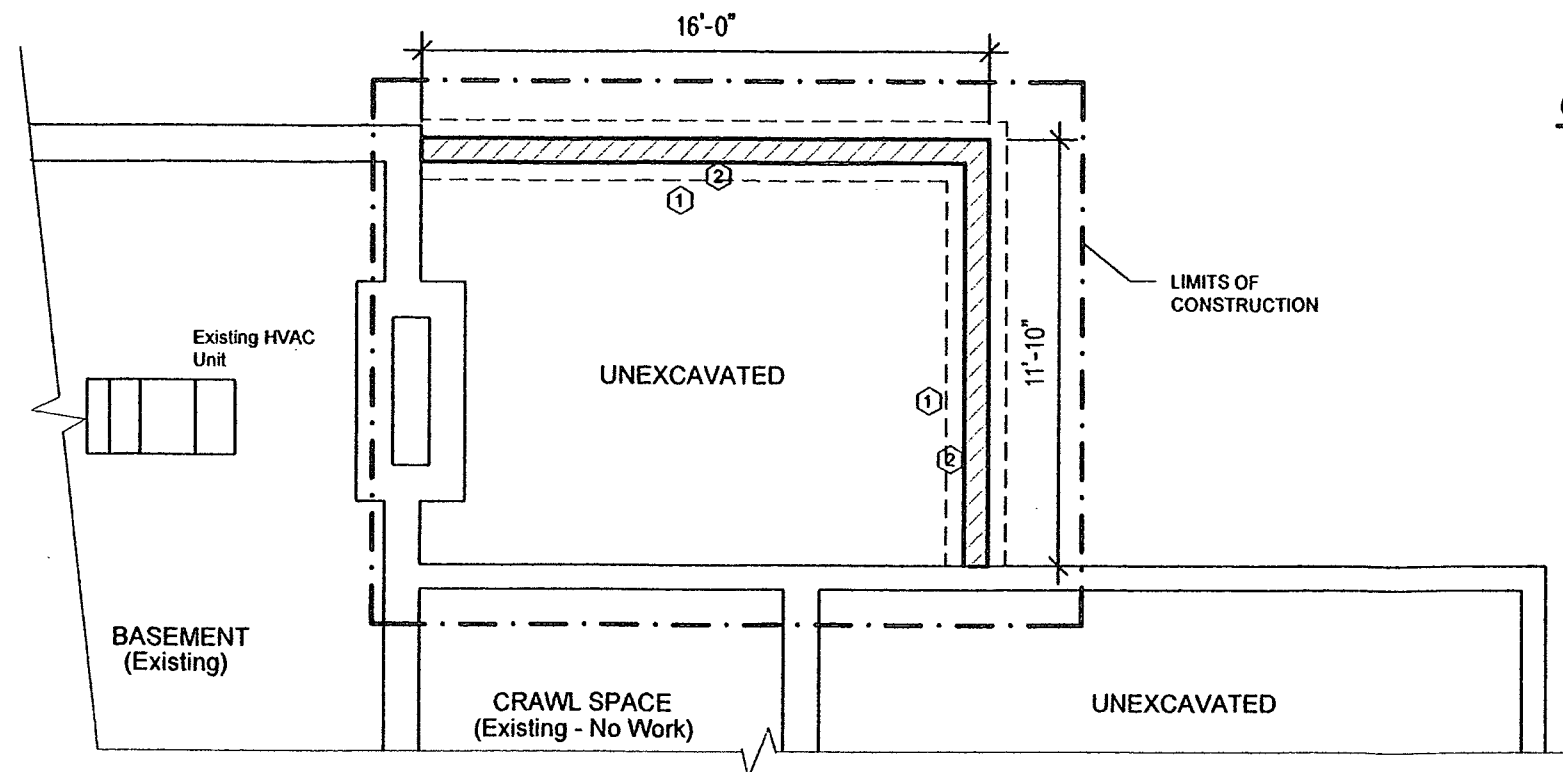 16'-0"
2
1
LIMITS OF
CONSTRUCTION
Existing HVAC
Unit
11'-10"
UNEXCAVATED
1
2
BASEMENT
(Existing)
CRAWL SPACE
(Existing - No Work)
UNEXCAVATED